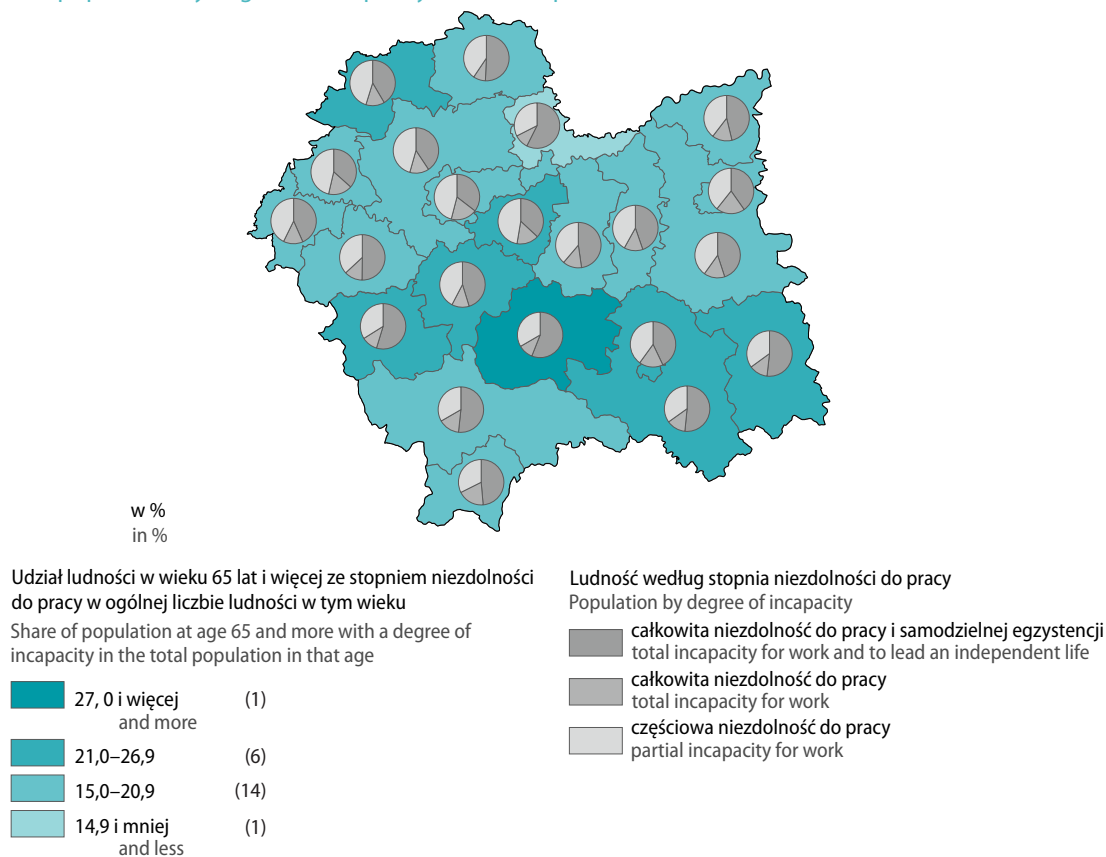 w %
in %
Udział ludności w wieku 65 lat i więcej ze stopniem niezdolności
do pracy w ogólnej liczbie ludności w tym wieku
Share of population at age 65 and more with a degree of
incapacity in the total population in that age
27, 0 i więcej (1)
and more
21,0–26,9 (6)
15,0–20,9 (14)
14,9 i mniej (1)
and less
Ludność według stopnia niezdolności do pracy
Population by degree of incapacity
całkowita niezdolność do pracy i samodzielnej egzystencji
total incapacity for work and to lead an independent life
całkowita niezdolność do pracy
total incapacity for work
częściowa niezdolność do pracy
partial incapacity for work